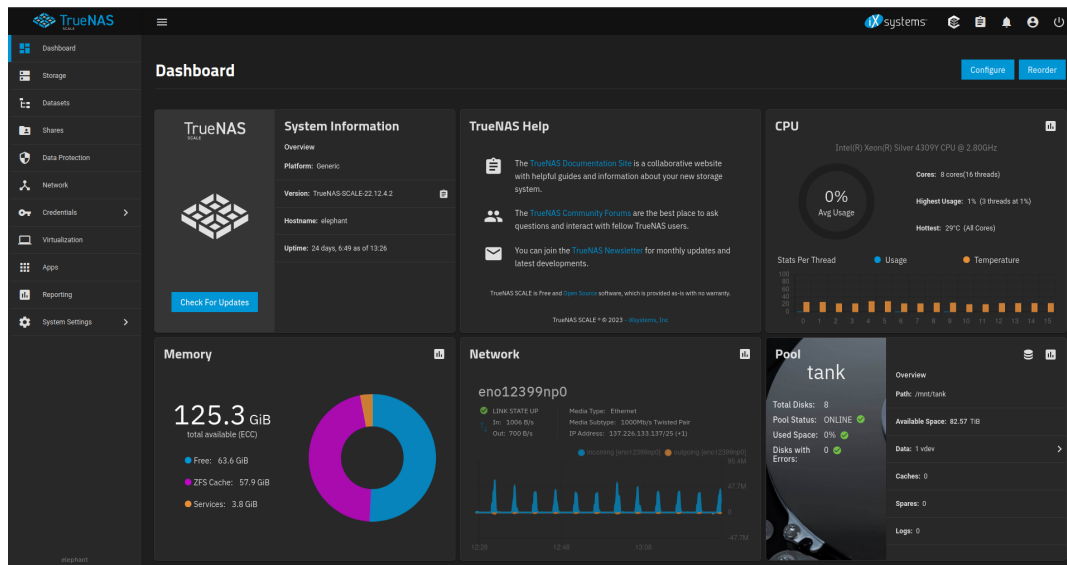 TrueNAS
SCALE
iXsystems
Dashboard
Storage
Datasets
Shares
Data Protection
Network
Credentials
Virtualization
Apps
Reporting
System Settings
elephant
Dashboard
Configure
Reorder
TrueNAS
SCALE
Check For Updates
System Information
Overview
Platform: Generic
Version: TrueNAS-SCALE-22.12.4.2
Hostname: elephant
Uptime: 24 days, 6:49 as of 13:26
TrueNAS Help
The TrueNAS Documentation Site is a collaborative website
with helpful guides and information about your new storage
system.
The TrueNAS Community Forums are the best place to ask
questions and interact with fellow TrueNAS users.
You can join the TrueNAS Newsletter for monthly updates and
latest developments.
TrueNAS SCALE is Free and Open Source software, which is provided as-is with no warranty.
TrueNAS SCALE ® © 2023 - iXsystems, Inc
CPU
Intel(R) Xeon(R) Silver 4309Y CPU @ 2.80GHz
0%
Avg Usage
Cores: 8 cores(16 threads)
Highest Usage: 1% (3 threads at 1%)
Hottest: 29°C (All Cores)
Stats Per Thread
Usage
Temperature
100
80
60
40
20
0
0 1 2 3 4 5 6 7 8 9 10 11 12 13 14 15
Memory
125.3 GiB
total available (ECC)
Free: 63.6 GiB
ZFS Cache: 57.9 GiB
Services: 3.8 GiB
Network
eno12399np0
LINK STATE UP
In: 1006 B/s
Out: 700 B/s
Media Type: Ethernet
Media Subtype: 1000Mb/s Twisted Pair
IP Address: 137.226.133.137/25 (+1)
incoming [eno12399np0]
outgoing [eno12399np0]
95.4M
47.7M
0
-47.7M
12:28
12:48
13:08
Pool
tank
Total Disks: 8
Pool Status: ONLINE
Used Space: 0%
Disks with 0
Errors:
Overview
Path: /mnt/tank
Available Space: 82.57 TiB
Data: 1 vdev
Caches: 0
Spares: 0
Logs: 0